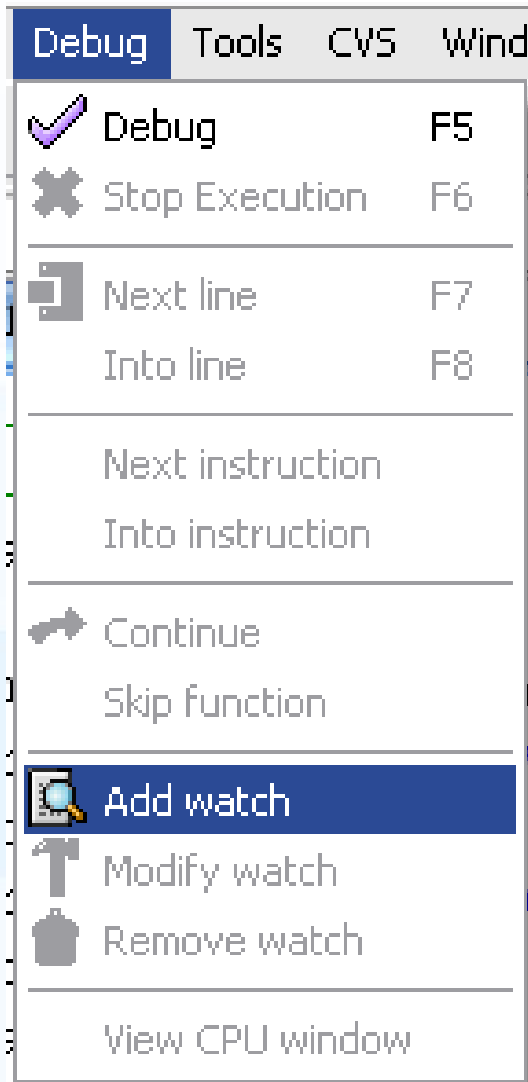 Debug Tools CVS Wind
Debug F5
Stop Execution F6
Next line F7
Into line F8
Next instruction
Into instruction
Continue
Skip function
Add watch
Modify watch
Remove watch
View CPU window